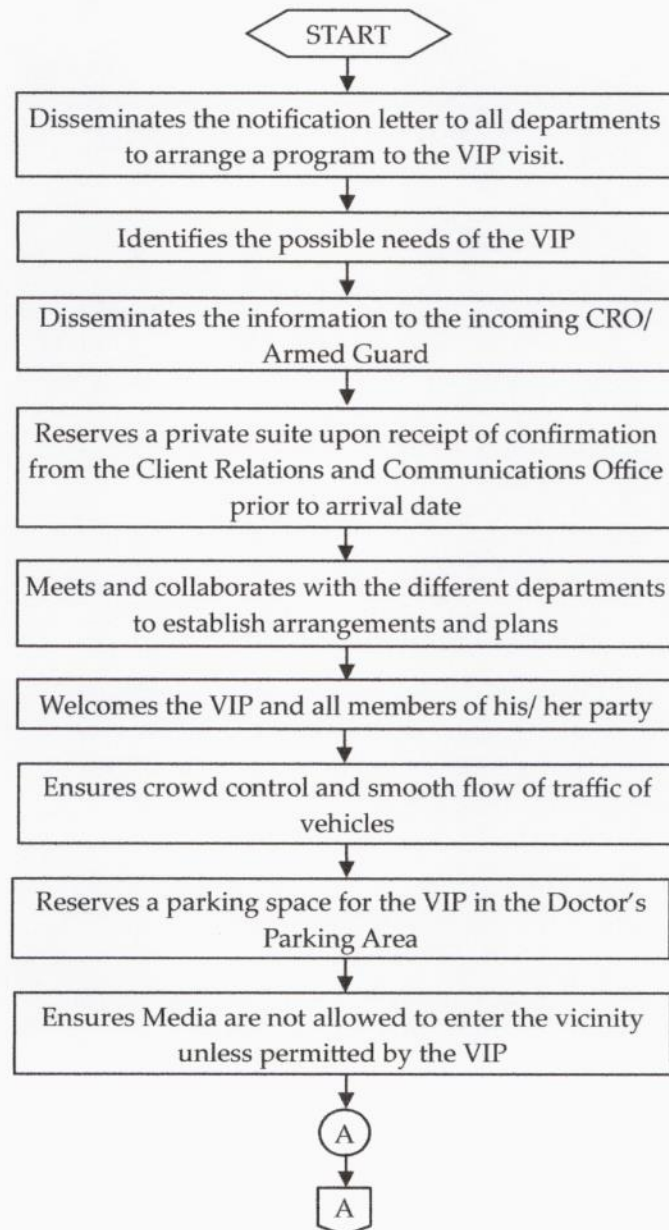 START
Disseminates the notification letter to all departments
to arrange a program to the VIP visit.
Identifies the possible needs of the VIP
Disseminates the information to the incoming CRO/
Armed Guard
Reserves a private suite upon receipt of confirmation
from the Client Relations and Communications Office
prior to arrival date
Meets and collaborates with the different departments
to establish arrangements and plans
Welcomes the VIP and all members of his/ her party
Ensures crowd control and smooth flow of traffic of
vehicles
Reserves a parking space for the VIP in the Doctor's
Parking Area
Ensures Media are not allowed to enter the vicinity
unless permitted by the VIP
A
A